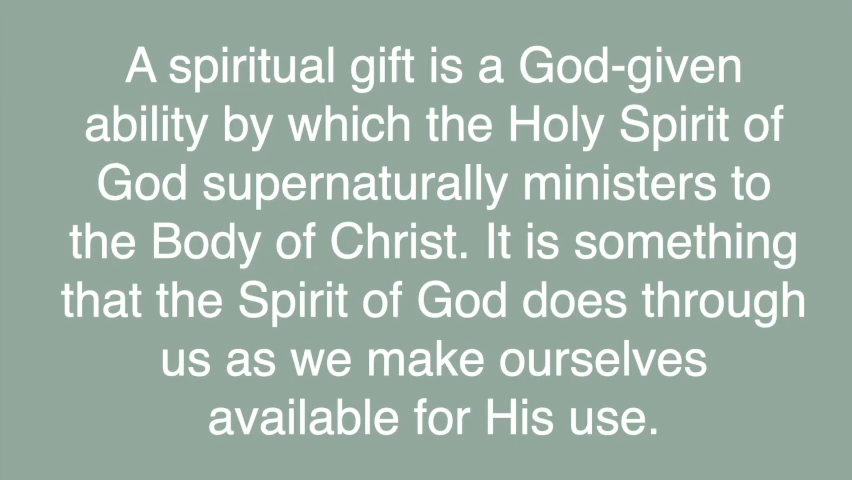 A spiritual gift is a God-given
ability by which the Holy Spirit of
God supernaturally ministers to
the Body of Christ. It is something
that the Spirit of God does through
us as we make ourselves
available for His use.